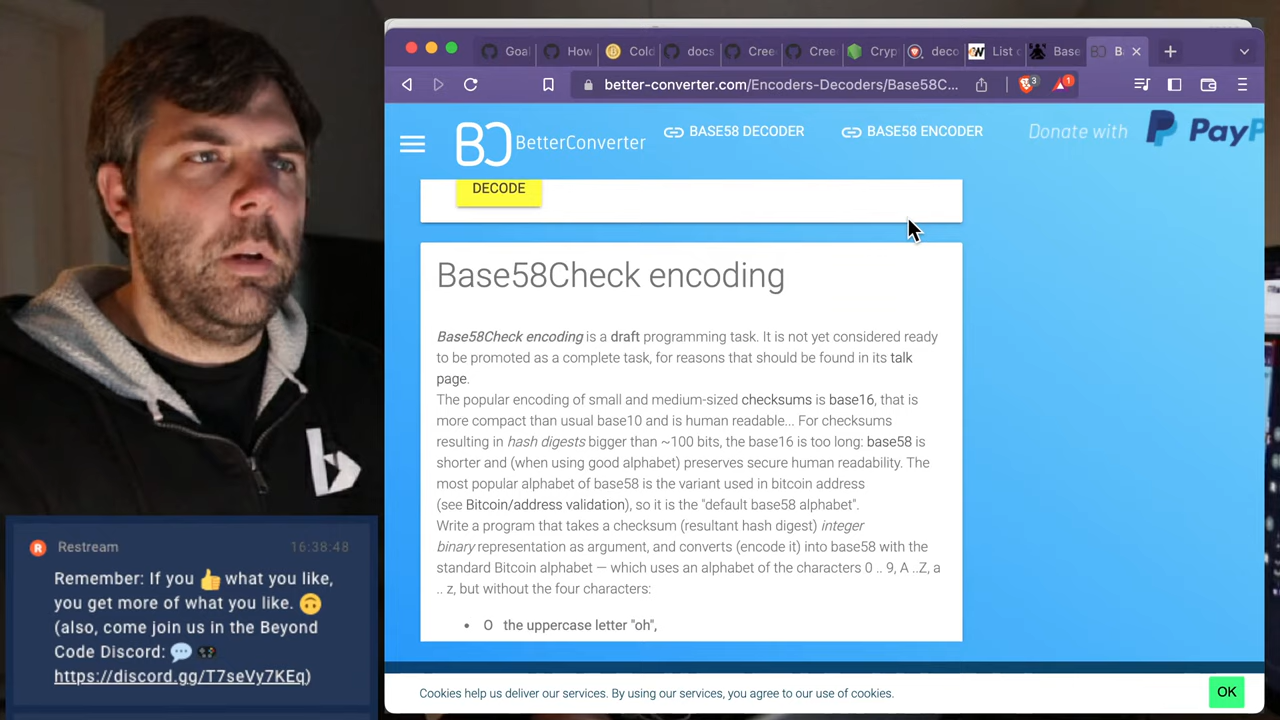 Goal
How
Cold
docs
Cree
Cree
Cryp
deco
List
Base
B
better-converter.com/Encoders-Decoders/Base58C...
3
1
BC BetterConverter
BASE58 DECODER
BASE58 ENCODER
Donate with
PayP
DECODE
Base58Check encoding
Base58Check encoding is a draft programming task. It is not yet considered ready
to be promoted as a complete task, for reasons that should be found in its talk
page.
The popular encoding of small and medium-sized checksums is base16, that is
more compact than usual base10 and is human readable... For checksums
resulting in hash digests bigger than ~100 bits, the base16 is too long: base58 is
shorter and (when using good alphabet) preserves secure human readability. The
most popular alphabet of base58 is the variant used in bitcoin address
(see Bitcoin/address validation), so it is the "default base58 alphabet".
Write a program that takes a checksum (resultant hash digest) integer
binary representation as argument, and converts (encode it) into base58 with the
standard Bitcoin alphabet — which uses an alphabet of the characters 0 .. 9, A ..Z, a
.. z, but without the four characters:
• O the uppercase letter "oh",
Cookies help us deliver our services. By using our services, you agree to our use of cookies.
OK
R Restream 16:38:48
Remember: If you 👍 what you like,
you get more of what you like. 🙃
(also, come join us in the Beyond
Code Discord: 💬
https://discord.gg/T7seVy7KEq)